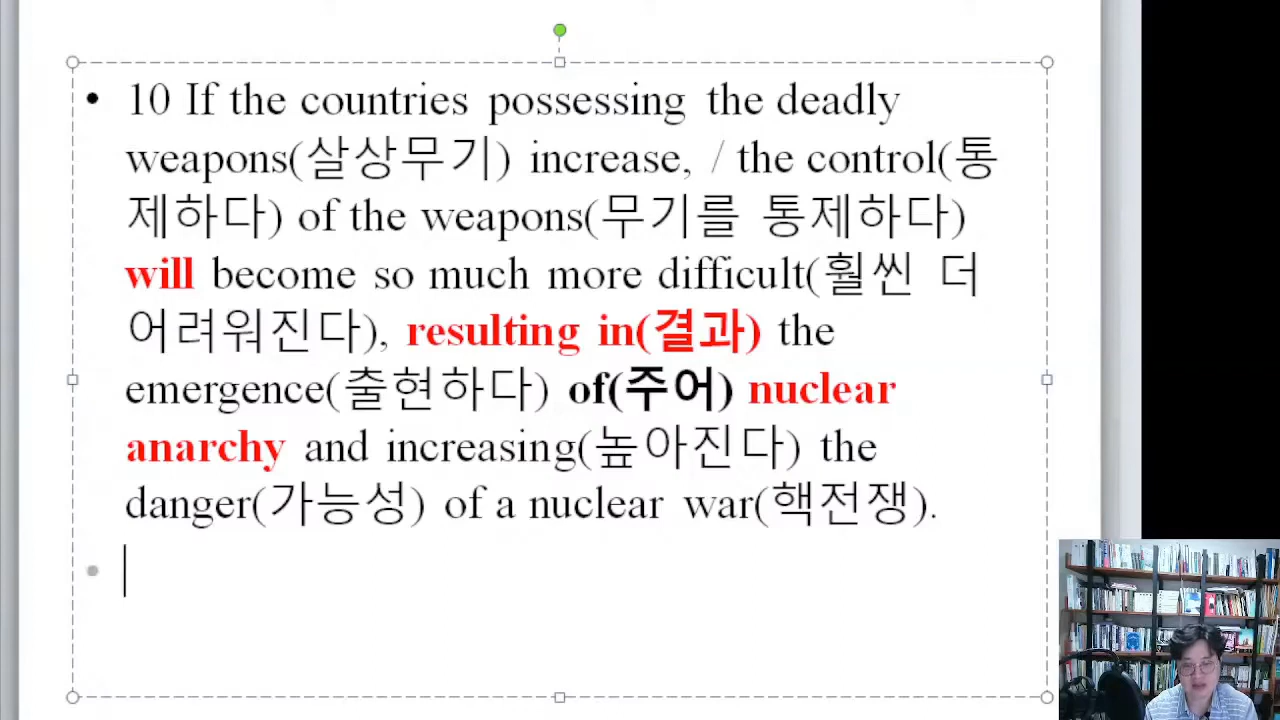 • 10 If the countries possessing the deadly
weapons(살상무기) increase, / the control(통
제하다) of the weapons(무기를 통제하다)
will become so much more difficult(훨씬 더
어려워진다), resulting in(결과) the
emergence(출현하다) of(주어) nuclear
anarchy and increasing(높아진다) the
danger(가능성) of a nuclear war(핵전쟁).